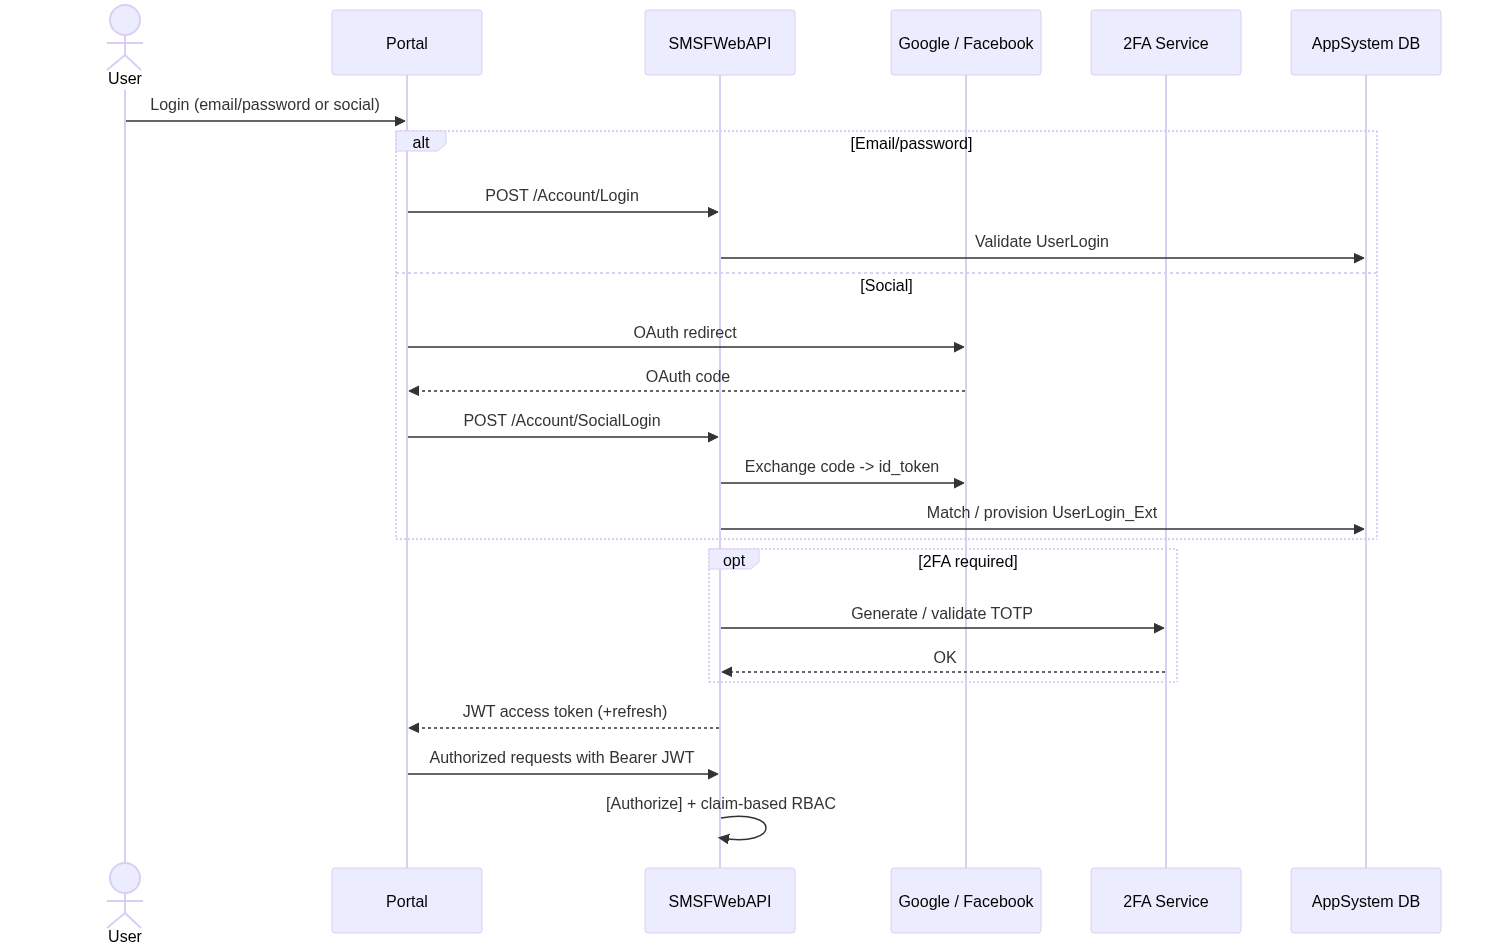 User
Portal
SMSFWebAPI
Google / Facebook
2FA Service
AppSystem DB
Login (email/password or social)
alt
[Email/password]
POST /Account/Login
Validate UserLogin
[Social]
OAuth redirect
OAuth code
POST /Account/SocialLogin
Exchange code -> id_token
Match / provision UserLogin_Ext
opt
[2FA required]
Generate / validate TOTP
OK
JWT access token (+refresh)
Authorized requests with Bearer JWT
[Authorize] + claim-based RBAC
User
Portal
SMSFWebAPI
Google / Facebook
2FA Service
AppSystem DB